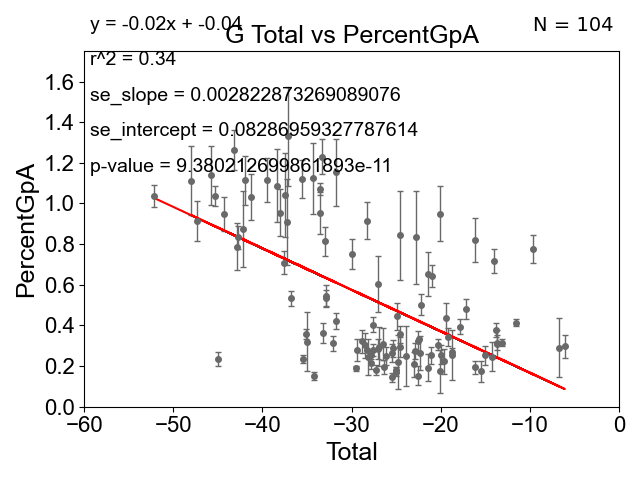 y = -0.02x + -0.04
N = 104
G Total vs PercentGpA
r^2 = 0.34
se_slope = 0.002822873269089076
se_intercept = 0.08286959327787614
p-value = 9.380212699861893e-11
PercentGpA
1.6
1.4
1.2
1.0
0.8
0.6
0.4
0.2
0.0
−60 −50 −40 −30 −20 −10 0
Total